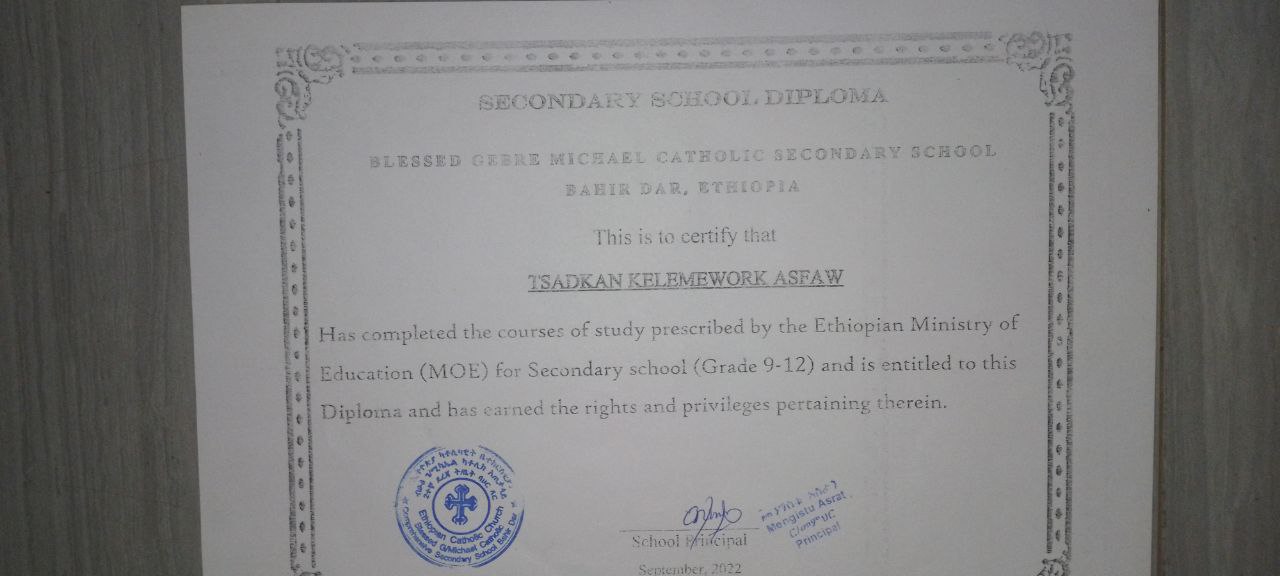 SECONDARY SCHOOL DIPLOMA
BLESSED GEBRE MICHAEL CATHOLIC SECONDARY SCHOOL
BAHIR DAR, ETHIOPIA
This is to certify that
TSADKAN KELEMEWORK ASFAW
Has completed the courses of study prescribed by the Ethiopian Ministry of
Education (MOE) for Secondary school (Grade 9-12) and is entitled to this
Diploma and has earned the rights and privileges pertaining therein.
Ethiopian Catholic Church
Blessed G/Michael Catholic
Comprehensive Secondary School Bahir Dar
Mengistu Asrat
Principal
School Principal
September, 2022